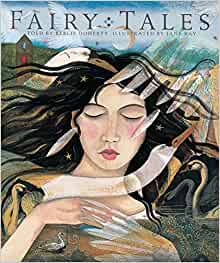 FAIRY TALES
TOLD BY BERLIE DOHERTY. ILLUSTRATED BY JANE RAY.